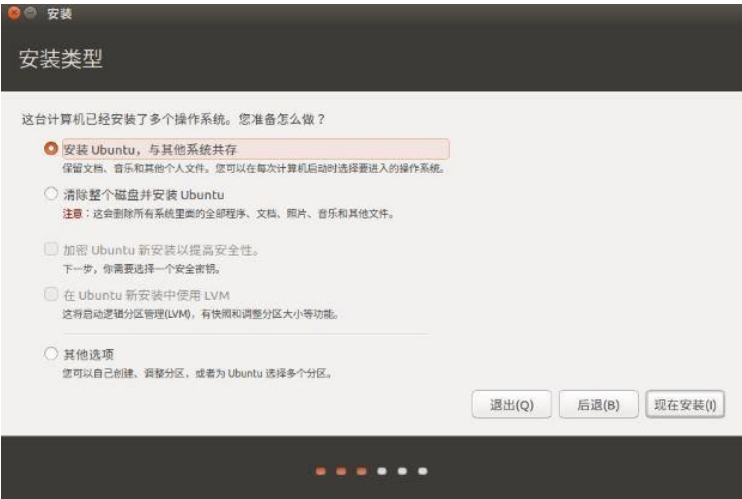 安装
安装类型
这台计算机已经安装了多个操作系统。您准备怎么做？
安装 Ubuntu，与其他系统共存
保留文档、音乐和其他个人文件。您可以在每次计算机启动时选择要进入的操作系统。
清除整个磁盘并安装 Ubuntu
注意：这会删除所有系统里面的全部程序、文档、照片、音乐和其他文件。
加密 Ubuntu 新安装以提高安全性。
下一步，你需要选择一个安全密钥。
在 Ubuntu 新安装中使用 LVM
这将启动逻辑分区管理(LVM)，有快照和调整分区大小等功能。
其他选项
您可以自己创建、调整分区，或者为 Ubuntu 选择多个分区。
退出(Q) 后退(B) 现在安装(I)